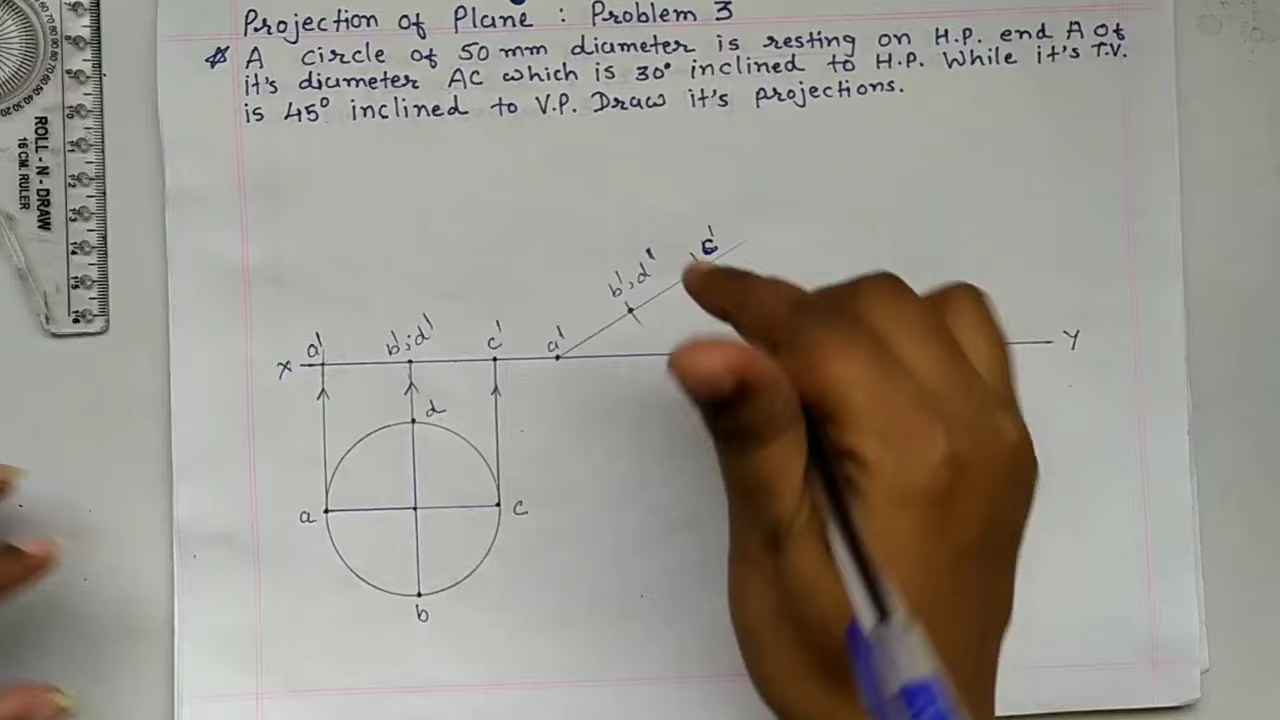 Projection of Plane : Problem 3
A circle of 50 mm diameter is resting on H.P. end A of
it's diameter AC which is 30° inclined to H.P. While it's T.V.
is 45° inclined to V.P. Draw it's projections.
ROLL-N-DRAW
16 CM. RULER
c'
b', d'
X a' b', d' c' a' Y
d
a c
b